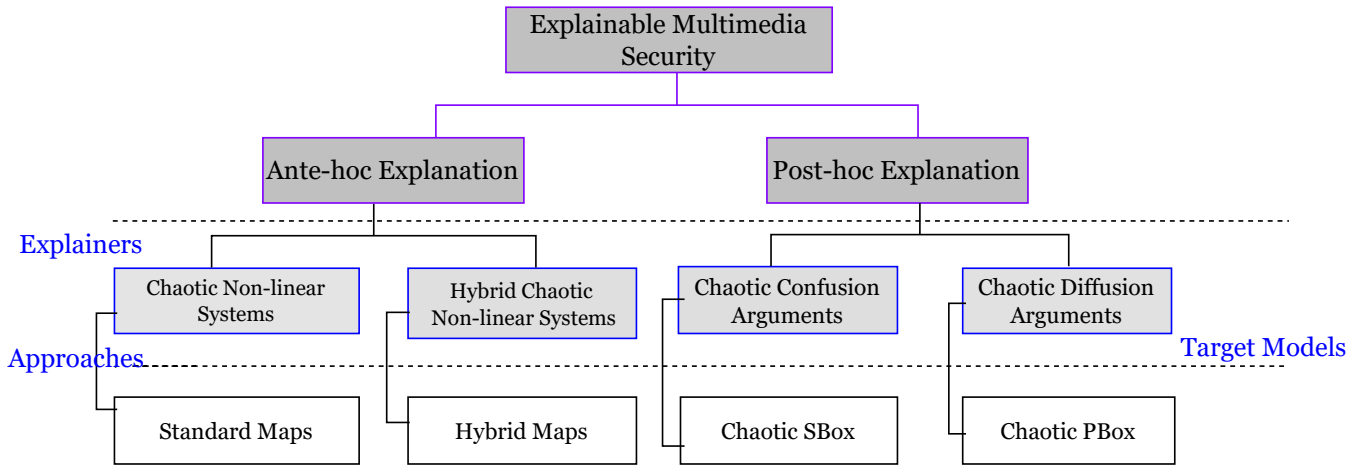 Explainable Multimedia
Security
Ante-hoc Explanation
Post-hoc Explanation
Explainers
Chaotic Non-linear
Systems
Hybrid Chaotic
Non-linear Systems
Chaotic Confusion
Arguments
Chaotic Diffusion
Arguments
Approaches
Target Models
Standard Maps
Hybrid Maps
Chaotic SBox
Chaotic PBox